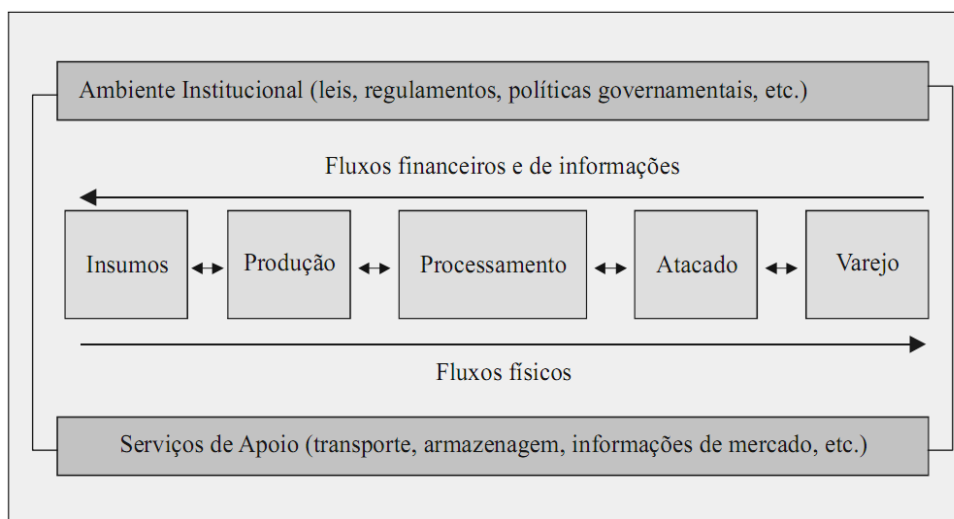 Ambiente Institucional (leis, regulamentos, políticas governamentais, etc.)
Fluxos financeiros e de informações
Insumos
Produção
Processamento
Atacado
Varejo
Fluxos físicos
Serviços de Apoio (transporte, armazenagem, informações de mercado, etc.)